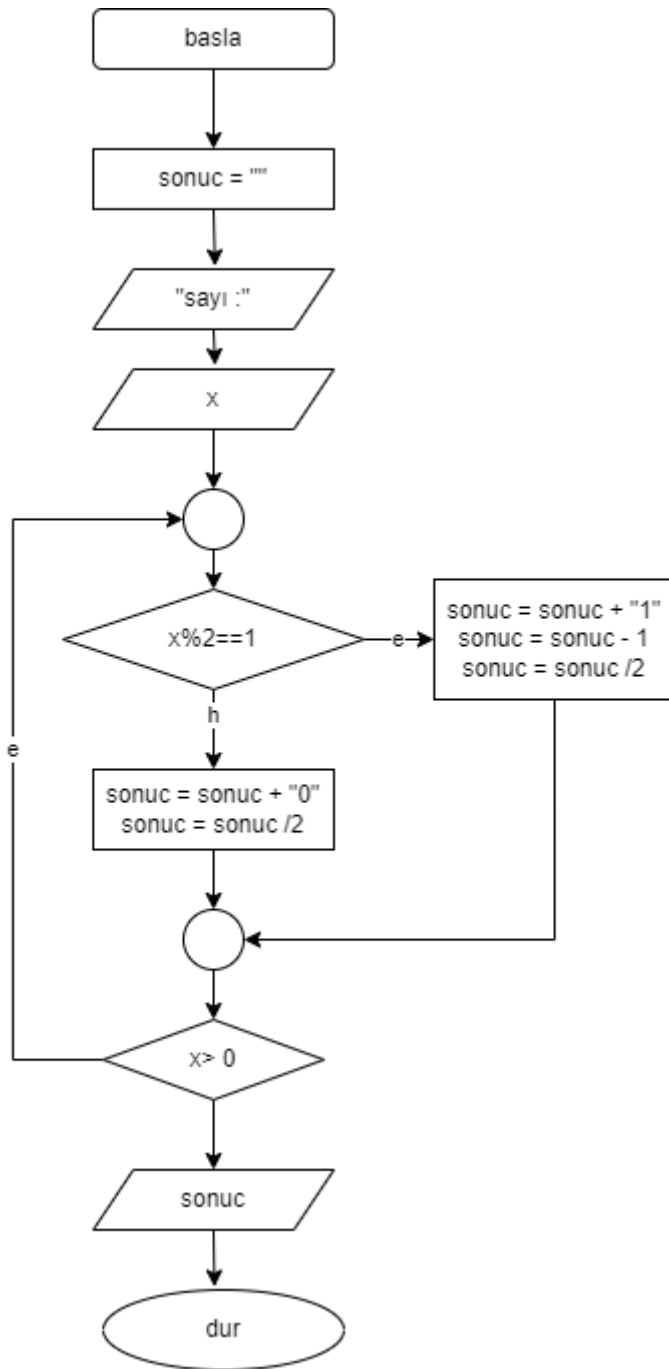 basla
sonuc = ""
"sayı :"
x
x%2==1
e
sonuc = sonuc + "1"
sonuc = sonuc - 1
sonuc = sonuc /2
h
e
sonuc = sonuc + "0"
sonuc = sonuc /2
x> 0
sonuc
dur